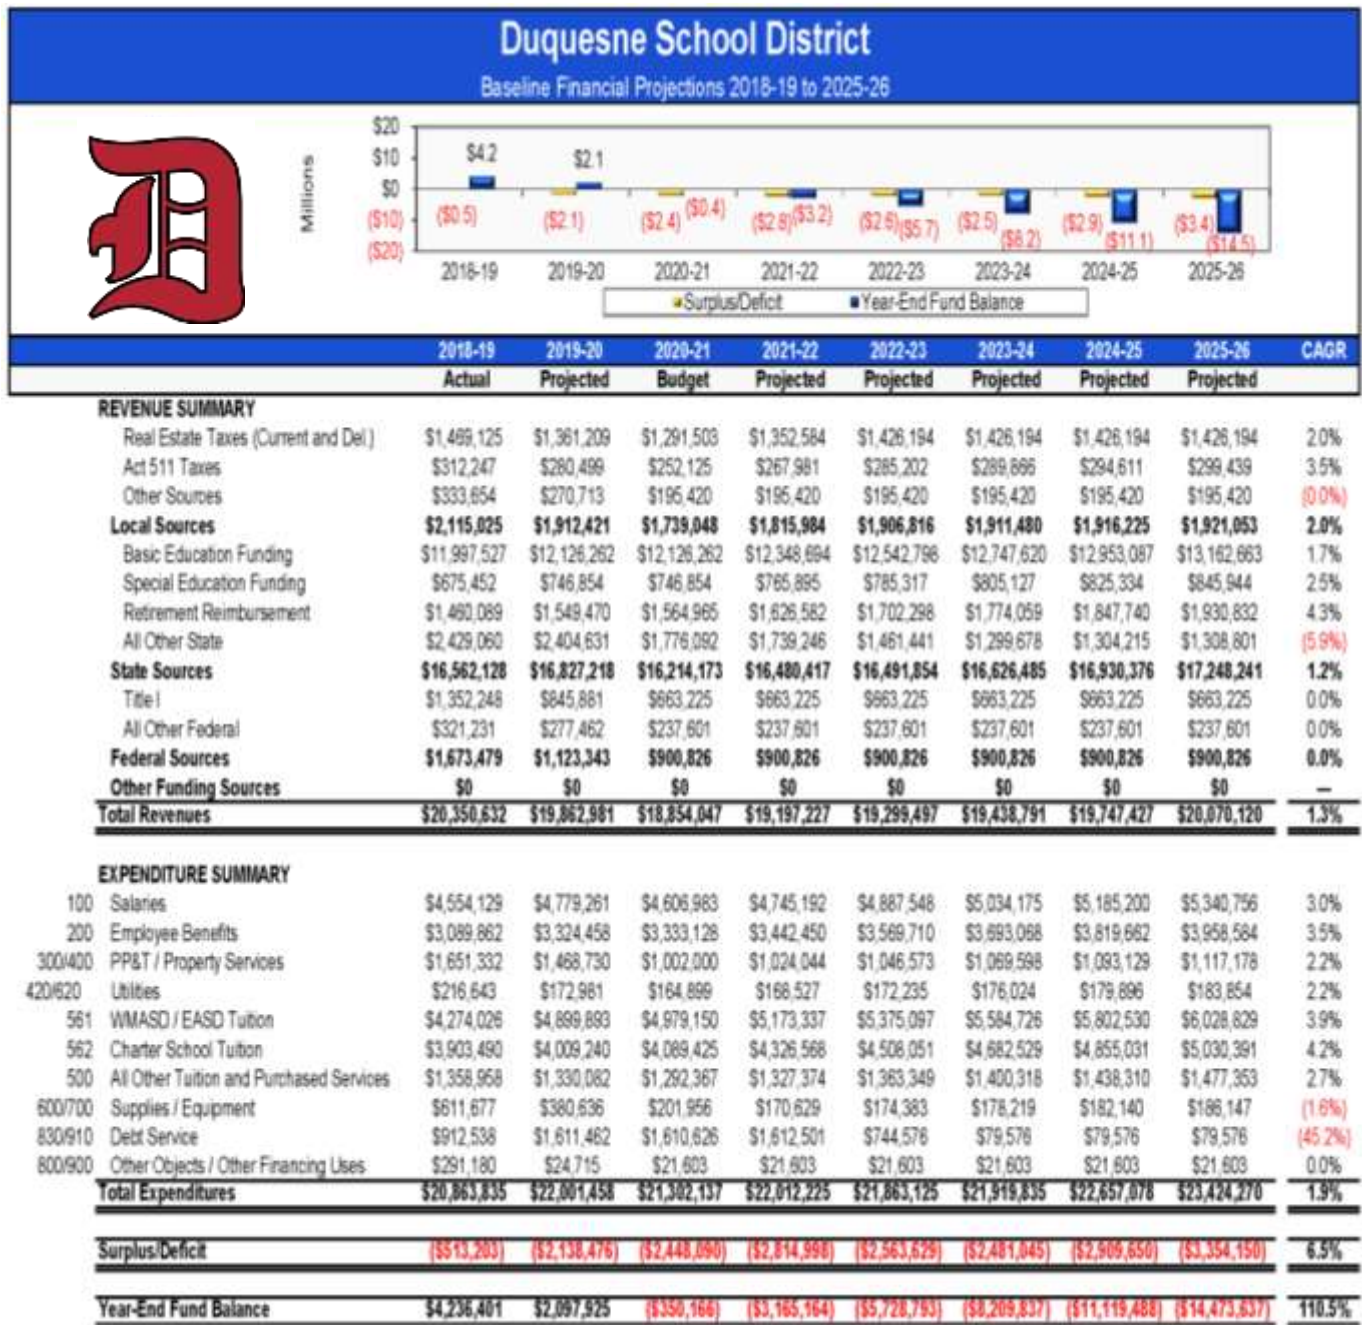 Duquesne School District
Baseline Financial Projections 2018-19 to 2025-26
D
Millions
$20
$10
$0
($10)
($20)
$4.2 $2.1
($0.5) ($2.1) ($2.4) ($0.4) ($2.8) ($3.2) ($2.6) ($5.7) ($2.5) ($8.2) ($2.9) ($11.1) ($3.4) ($14.5)
2018-19 2019-20 2020-21 2021-22 2022-23 2023-24 2024-25 2025-26
Surplus/Deficit Year-End Fund Balance
2018-19 2019-20 2020-21 2021-22 2022-23 2023-24 2024-25 2025-26 CAGR
Actual Projected Budget Projected Projected Projected Projected Projected
REVENUE SUMMARY
Real Estate Taxes (Current and Del.) $1,469,125 $1,361,209 $1,291,503 $1,352,584 $1,426,194 $1,426,194 $1,426,194 $1,426,194 2.0%
Act 511 Taxes $312,247 $280,499 $252,125 $267,981 $285,202 $289,866 $294,611 $299,439 3.5%
Other Sources $333,654 $270,713 $195,420 $195,420 $195,420 $195,420 $195,420 $195,420 (0.0%)
Local Sources $2,115,025 $1,912,421 $1,739,048 $1,815,984 $1,906,816 $1,911,480 $1,916,225 $1,921,053 2.0%
Basic Education Funding $11,997,527 $12,126,262 $12,126,262 $12,348,694 $12,542,798 $12,747,620 $12,953,087 $13,162,663 1.7%
Special Education Funding $675,452 $746,854 $746,854 $765,895 $785,317 $805,127 $825,334 $845,944 2.5%
Retirement Reimbursement $1,460,089 $1,549,470 $1,564,965 $1,626,582 $1,702,298 $1,774,059 $1,847,740 $1,930,832 4.3%
All Other State $2,429,060 $2,404,631 $1,776,092 $1,739,246 $1,461,441 $1,299,678 $1,304,215 $1,308,801 (5.9%)
State Sources $16,562,128 $16,827,218 $16,214,173 $16,480,417 $16,491,854 $16,626,485 $16,930,376 $17,248,241 1.2%
Title I $1,352,248 $845,881 $663,225 $663,225 $663,225 $663,225 $663,225 $663,225 0.0%
All Other Federal $321,231 $277,462 $237,601 $237,601 $237,601 $237,601 $237,601 $237,601 0.0%
Federal Sources $1,673,479 $1,123,343 $900,826 $900,826 $900,826 $900,826 $900,826 $900,826 0.0%
Other Funding Sources $0 $0 $0 $0 $0 $0 $0 $0 —
Total Revenues $20,350,632 $19,862,981 $18,854,047 $19,197,227 $19,299,497 $19,438,791 $19,747,427 $20,070,120 1.3%
EXPENDITURE SUMMARY
100 Salaries $4,554,129 $4,779,261 $4,606,983 $4,745,192 $4,887,548 $5,034,175 $5,185,200 $5,340,756 3.0%
200 Employee Benefits $3,089,862 $3,324,458 $3,333,128 $3,442,450 $3,569,710 $3,693,068 $3,819,662 $3,958,584 3.5%
300/400 PP&T / Property Services $1,651,332 $1,468,730 $1,002,000 $1,024,044 $1,046,573 $1,069,598 $1,093,129 $1,117,178 2.2%
420/620 Utilities $216,643 $172,981 $164,899 $168,527 $172,235 $176,024 $179,896 $183,854 2.2%
561 WMASD / EASD Tuition $4,274,026 $4,899,893 $4,979,150 $5,173,337 $5,375,097 $5,584,726 $5,802,530 $6,028,829 3.9%
562 Charter School Tuition $3,903,490 $4,009,240 $4,089,425 $4,326,568 $4,508,051 $4,682,529 $4,855,031 $5,030,391 4.2%
500 All Other Tuition and Purchased Services $1,358,958 $1,330,082 $1,292,367 $1,327,374 $1,363,349 $1,400,318 $1,438,310 $1,477,353 2.7%
600/700 Supplies / Equipment $611,677 $380,636 $201,956 $170,629 $174,383 $178,219 $182,140 $186,147 (1.6%)
830/910 Debt Service $912,538 $1,611,462 $1,610,626 $1,612,501 $744,576 $79,576 $79,576 $79,576 (45.2%)
800/900 Other Objects / Other Financing Uses $291,180 $24,715 $21,603 $21,603 $21,603 $21,603 $21,603 $21,603 0.0%
Total Expenditures $20,863,835 $22,001,458 $21,302,137 $22,012,225 $21,863,125 $21,919,835 $22,657,078 $23,424,270 1.9%
Surplus/Deficit ($513,203) ($2,138,476) ($2,448,090) ($2,814,998) ($2,563,629) ($2,481,045) ($2,909,650) ($3,354,150) 6.5%
Year-End Fund Balance $4,236,401 $2,097,925 ($350,166) ($3,165,164) ($5,728,793) ($8,209,837) ($11,119,488) ($14,473,637) 110.5%